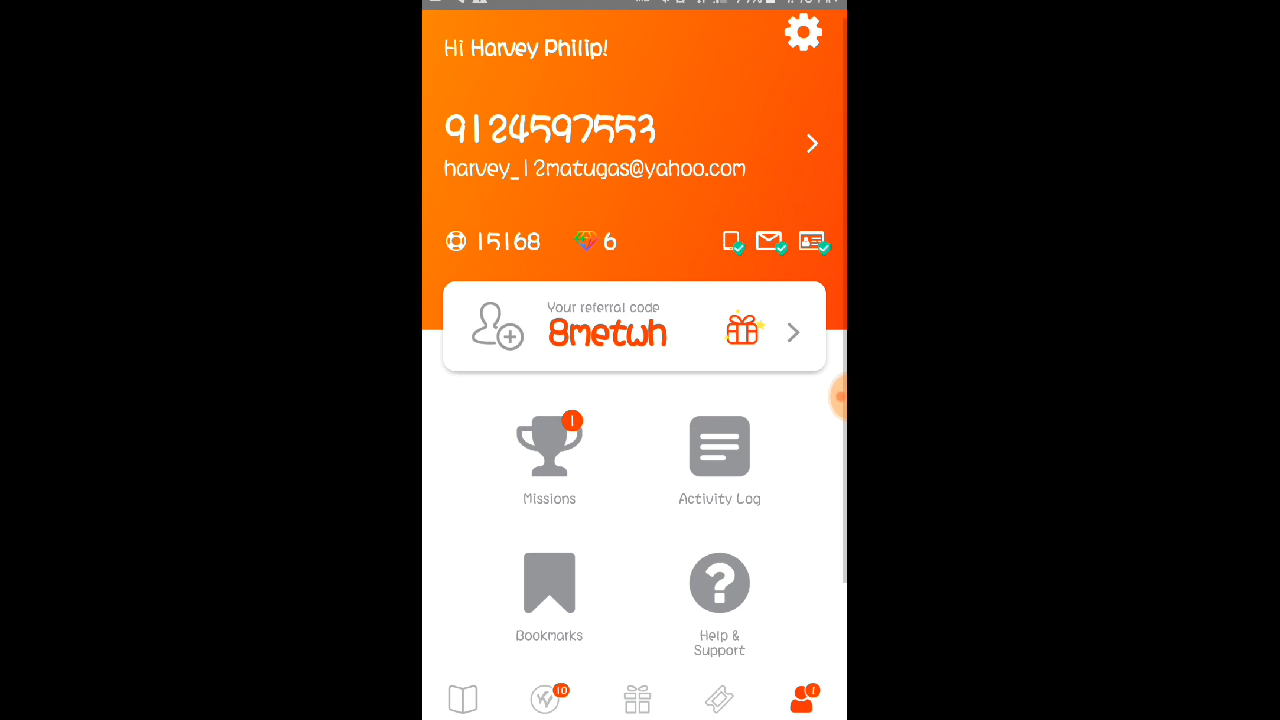 Hi Harvey Philip!
9124597553
harvey_12matugas@yahoo.com
15168 6
Your referral code
8metwh
1
Missions
Activity Log
Bookmarks
Help &
Support
10
1